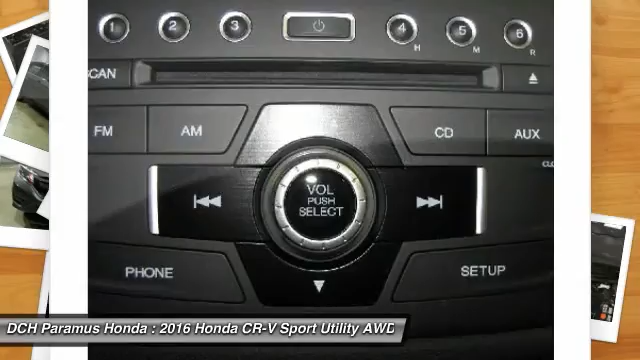 1 2 3 4 5 6
H M R
SCAN
FM AM CD AUX
CLO
VOL
PUSH
SELECT
PHONE SETUP
DCH Paramus Honda : 2016 Honda CR-V Sport Utility AWD